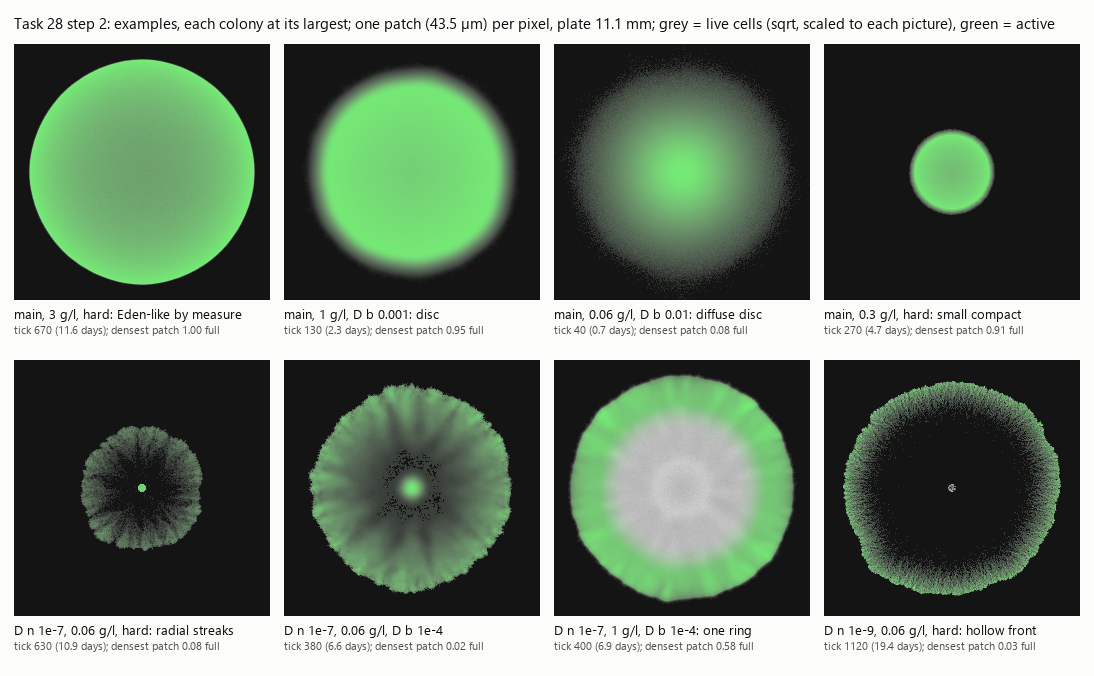 Task 28 step 2: examples, each colony at its largest; one patch (43.5 µm) per pixel, plate 11.1 mm; grey = live cells (sqrt, scaled to each picture), green = active
main, 3 g/l, hard: Eden-like by measure
tick 670 (11.6 days); densest patch 1.00 full
main, 1 g/l, D b 0.001: disc
tick 130 (2.3 days); densest patch 0.95 full
main, 0.06 g/l, D b 0.01: diffuse disc
tick 40 (0.7 days); densest patch 0.08 full
main, 0.3 g/l, hard: small compact
tick 270 (4.7 days); densest patch 0.91 full
D n 1e-7, 0.06 g/l, hard: radial streaks
tick 630 (10.9 days); densest patch 0.08 full
D n 1e-7, 0.06 g/l, D b 1e-4
tick 380 (6.6 days); densest patch 0.02 full
D n 1e-7, 1 g/l, D b 1e-4: one ring
tick 400 (6.9 days); densest patch 0.58 full
D n 1e-9, 0.06 g/l, hard: hollow front
tick 1120 (19.4 days); densest patch 0.03 full